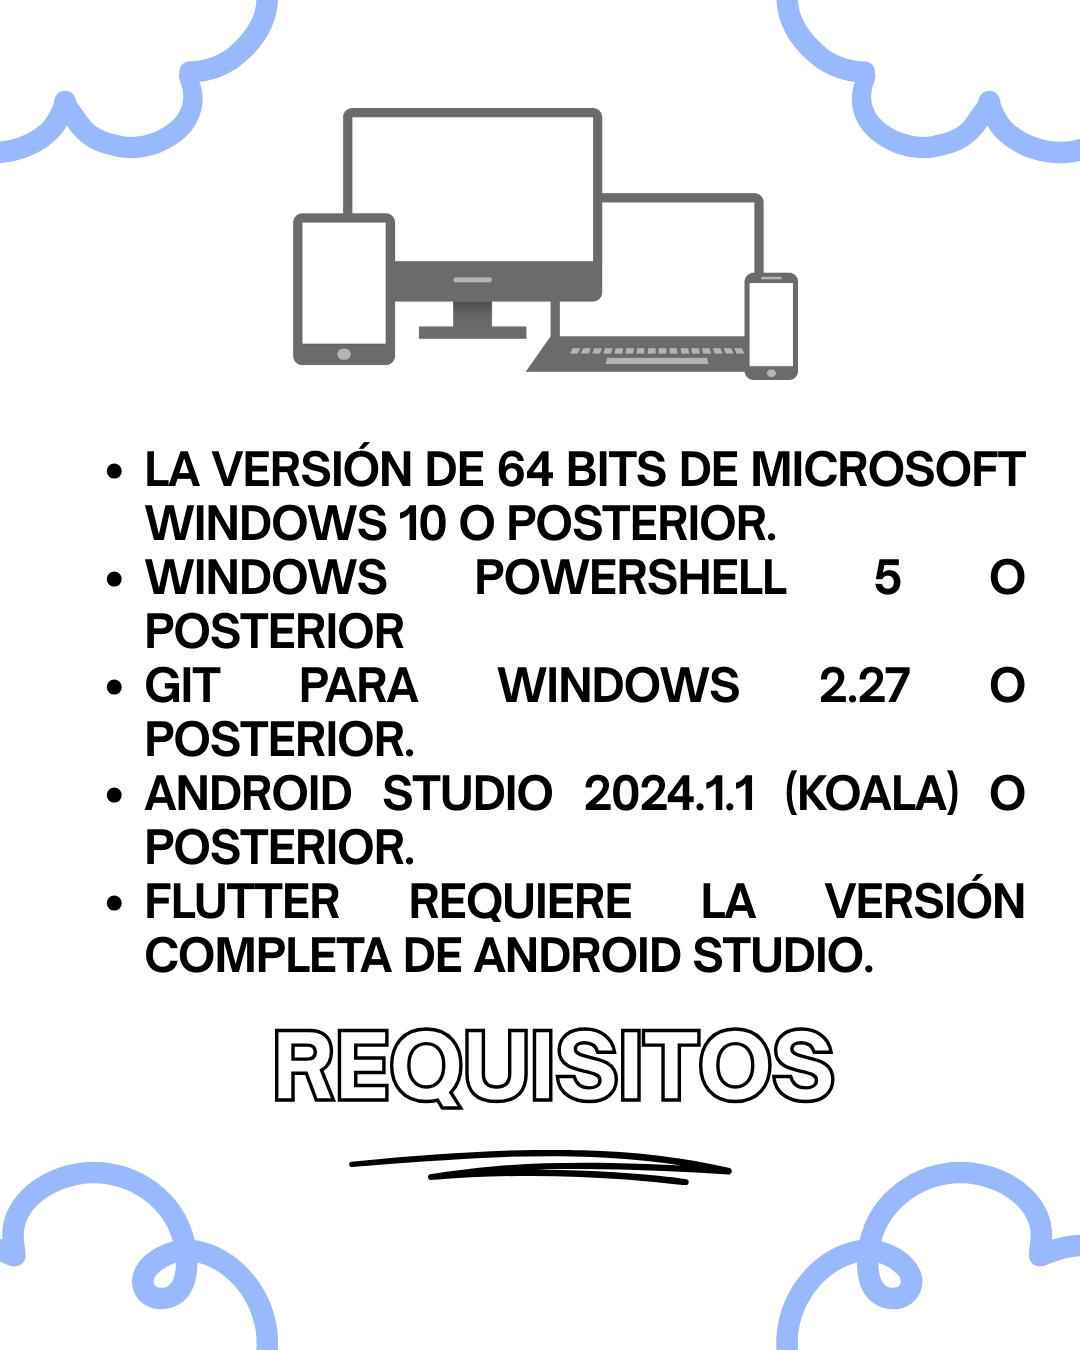 • LA VERSIÓN DE 64 BITS DE MICROSOFT
WINDOWS 10 O POSTERIOR.
• WINDOWS POWERSHELL 5 O
POSTERIOR
• GIT PARA WINDOWS 2.27 O
POSTERIOR.
• ANDROID STUDIO 2024.1.1 (KOALA) O
POSTERIOR.
• FLUTTER REQUIERE LA VERSIÓN
COMPLETA DE ANDROID STUDIO.
REQUISITOS